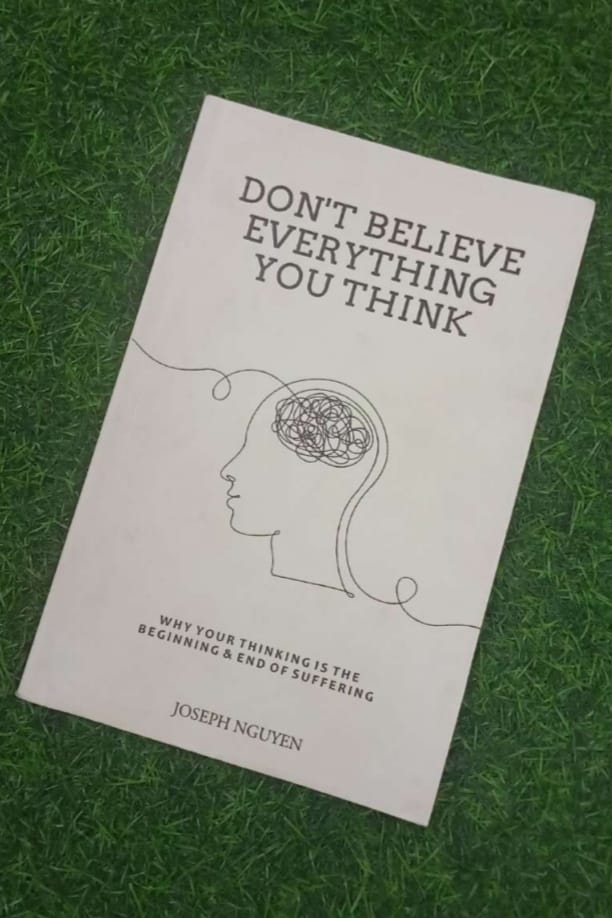 DON'T BELIEVE
EVERYTHING
YOU THINK
WHY YOUR THINKING IS THE
BEGINNING & END OF SUFFERING
JOSEPH NGUYEN